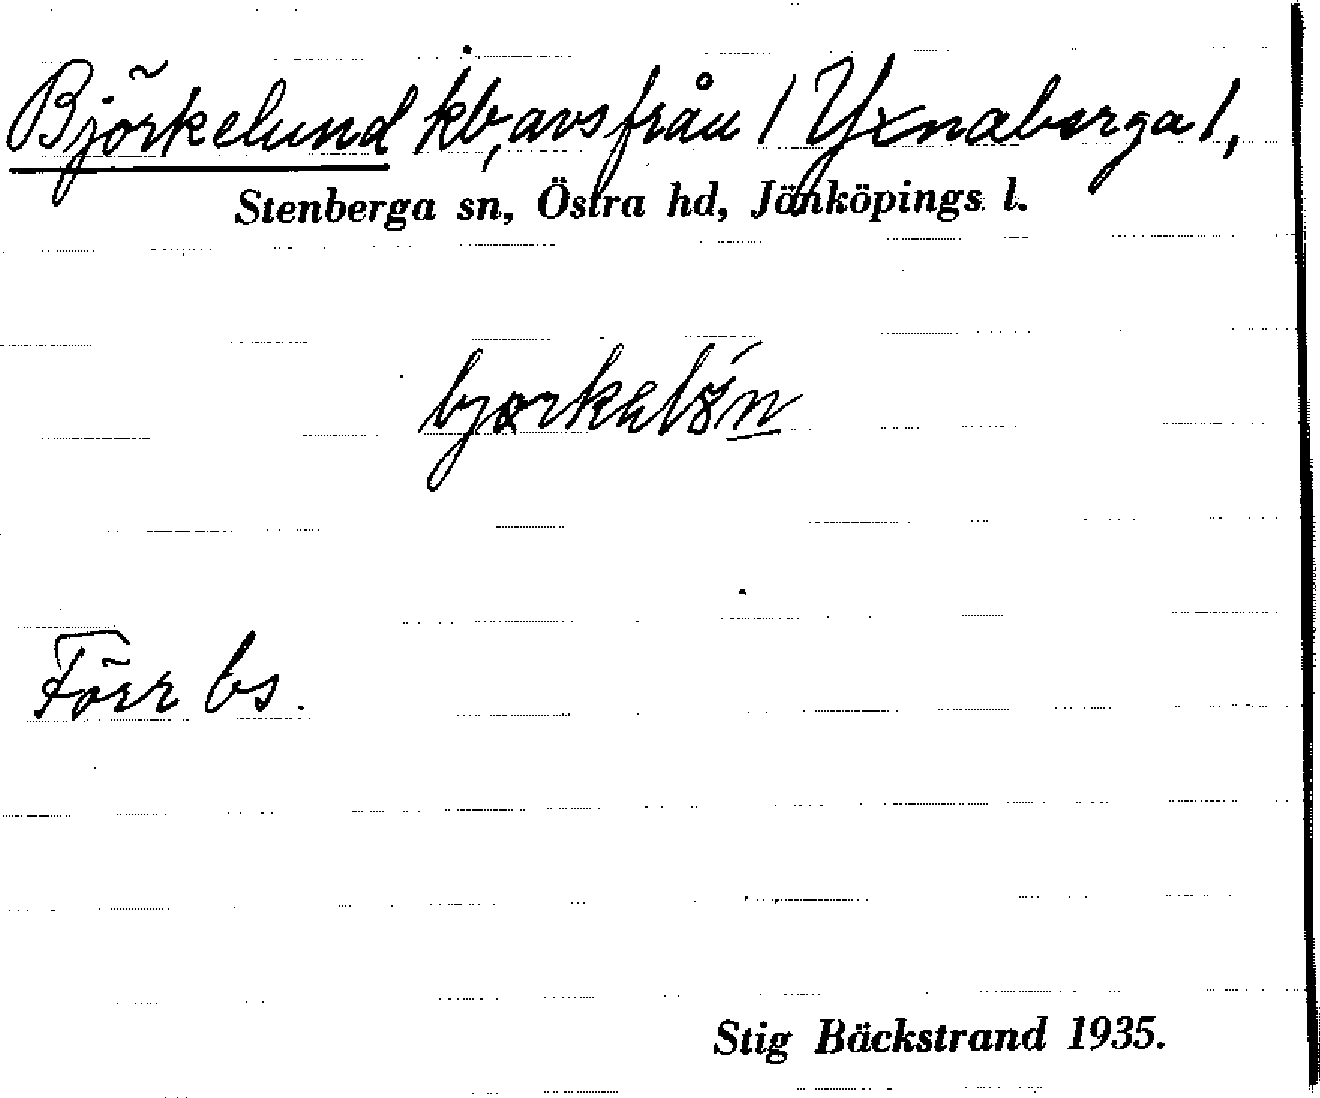 Björkelund kb, avs från 1 Yxnaberga 1,
Stenberga sn, Östra hd, Jönköpings l.
Förr bs.
Stig Bäckstrand 1935.